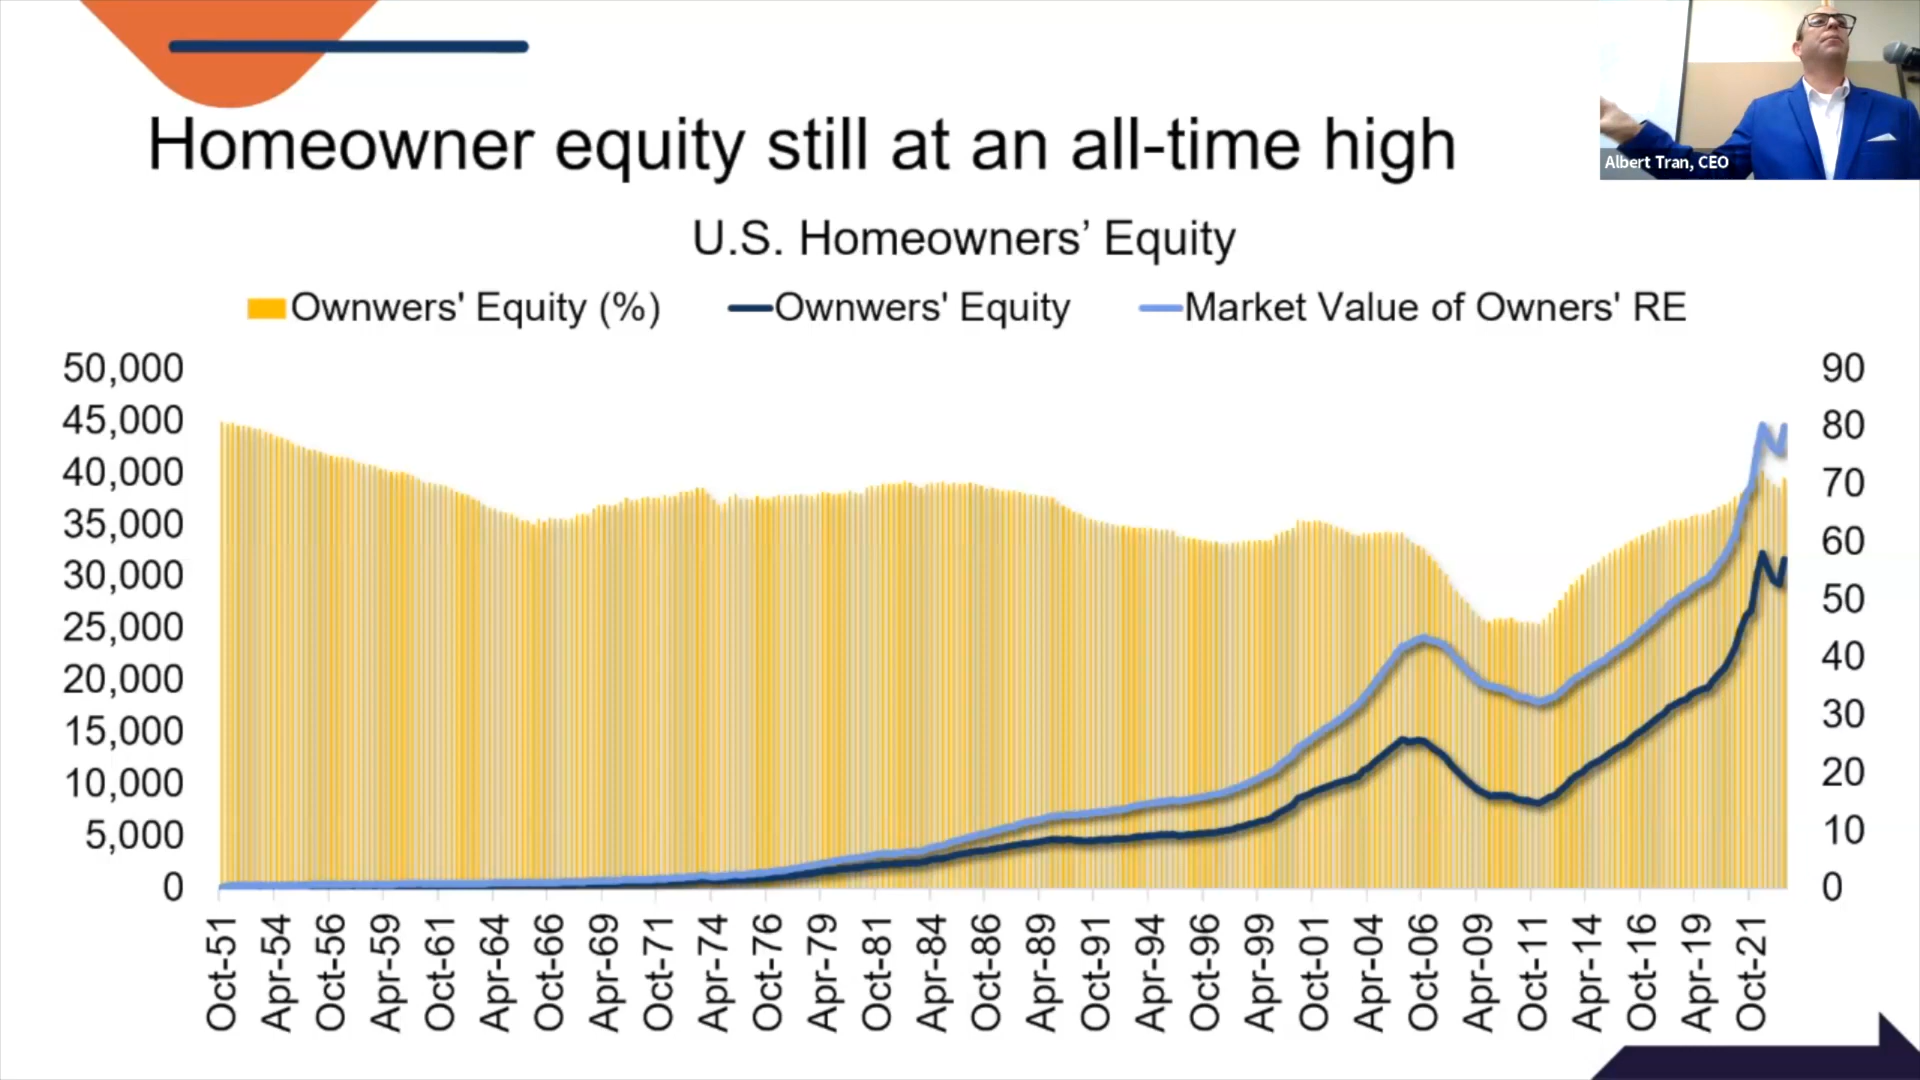 Homeowner equity still at an all-time high
Albert Tran, CEO
U.S. Homeowners’ Equity
Ownwers' Equity (%) Ownwers' Equity Market Value of Owners' RE
50,000
45,000
40,000
35,000
30,000
25,000
20,000
15,000
10,000
5,000
0
90
80
70
60
50
40
30
20
10
0
Oct-51
Apr-54
Oct-56
Apr-59
Oct-61
Apr-64
Oct-66
Apr-69
Oct-71
Apr-74
Oct-76
Apr-79
Oct-81
Apr-84
Oct-86
Apr-89
Oct-91
Apr-94
Oct-96
Apr-99
Oct-01
Apr-04
Oct-06
Apr-09
Oct-11
Apr-14
Oct-16
Apr-19
Oct-21